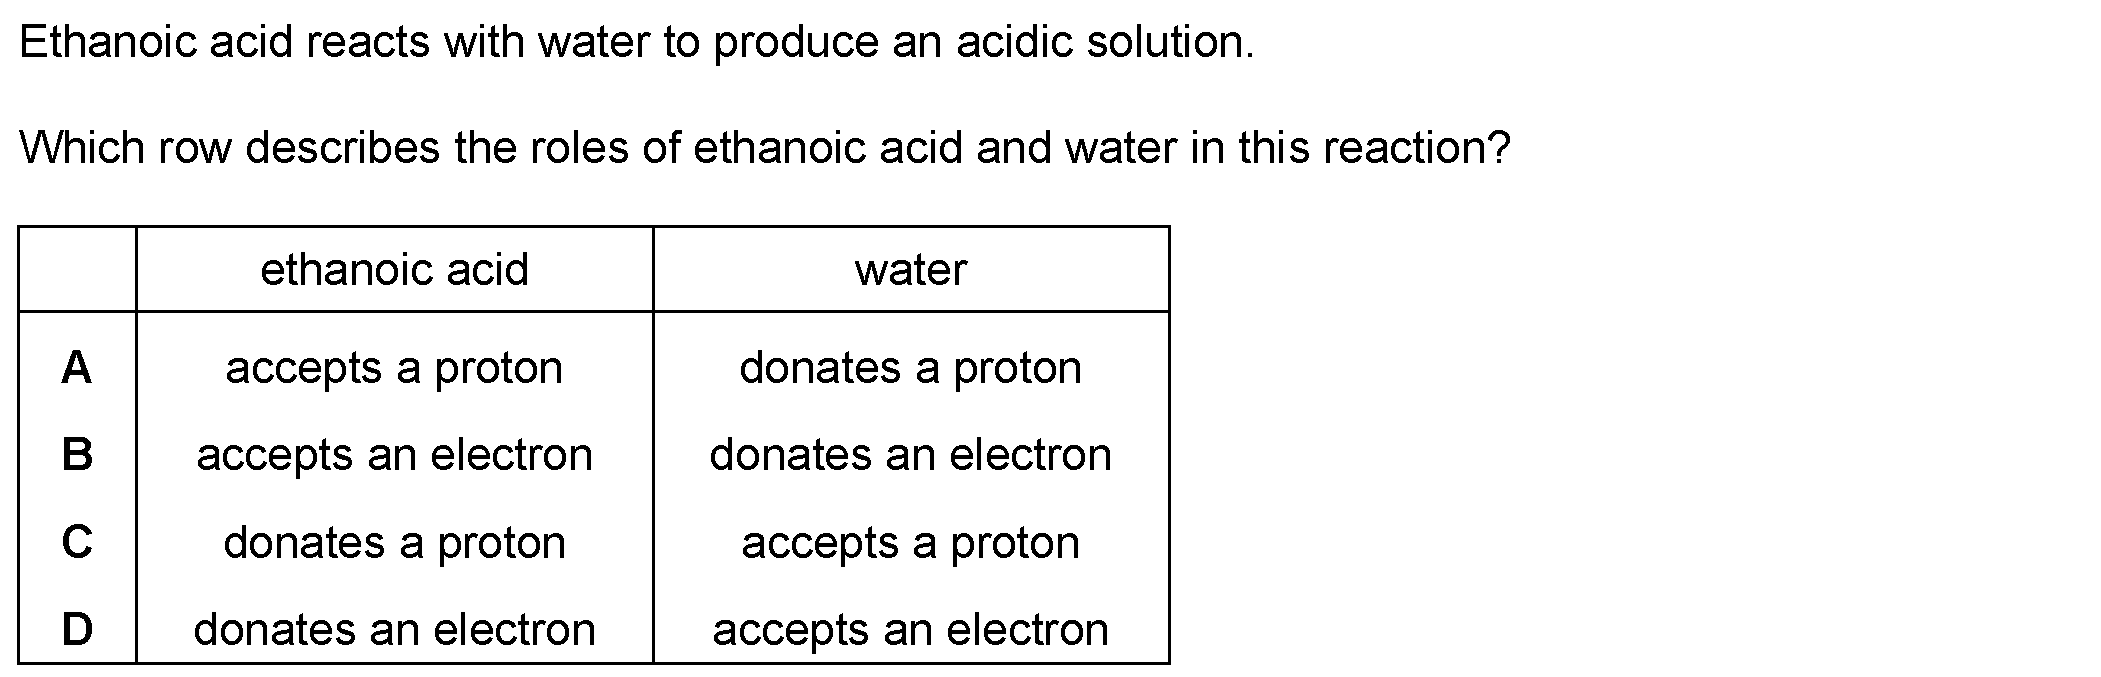 Ethanoic acid reacts with water to produce an acidic solution.
Which row describes the roles of ethanoic acid and water in this reaction?
ethanoic acid water
A accepts a proton donates a proton
B accepts an electron donates an electron
C donates a proton accepts a proton
D donates an electron accepts an electron